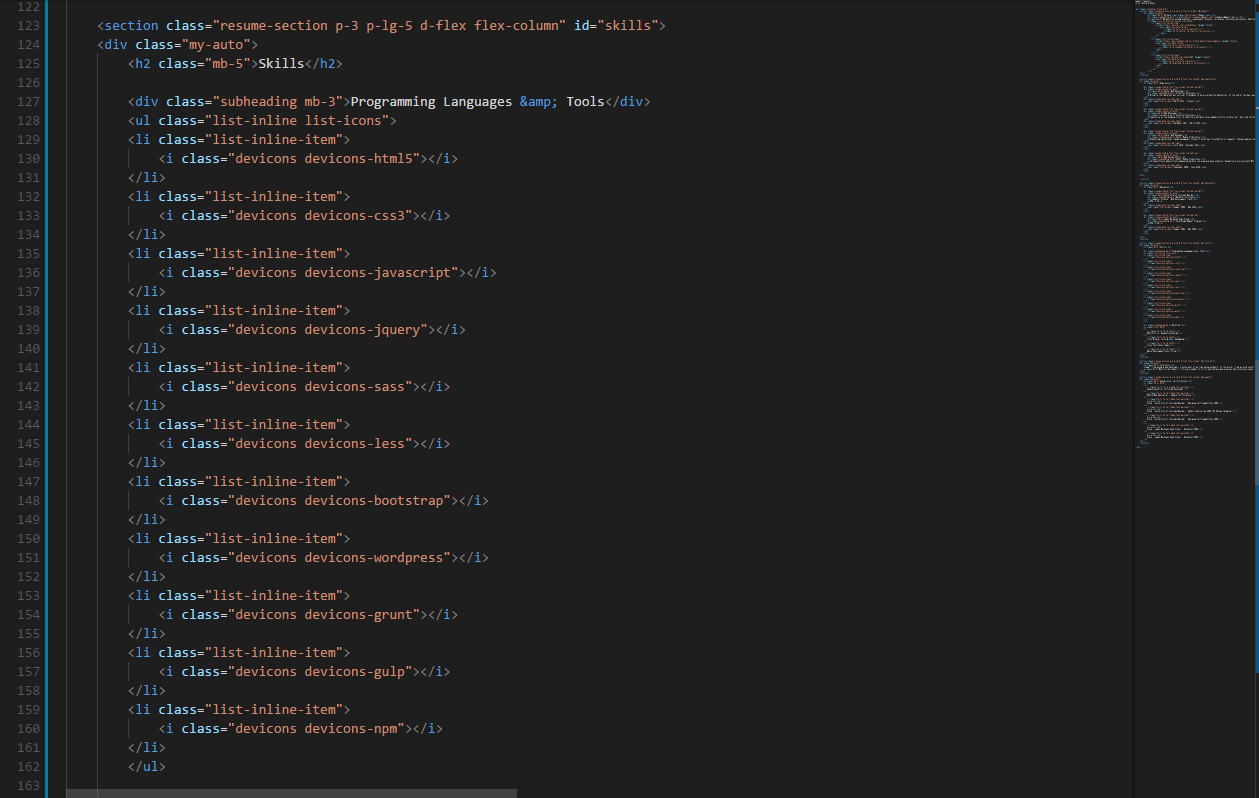 122
123 <section class="resume-section p-3 p-lg-5 d-flex flex-column" id="skills">
124 <div class="my-auto">
125 <h2 class="mb-5">Skills</h2>
126
127 <div class="subheading mb-3">Programming Languages &amp; Tools</div>
128 <ul class="list-inline list-icons">
129 <li class="list-inline-item">
130 <i class="devicons devicons-html5"></i>
131 </li>
132 <li class="list-inline-item">
133 <i class="devicons devicons-css3"></i>
134 </li>
135 <li class="list-inline-item">
136 <i class="devicons devicons-javascript"></i>
137 </li>
138 <li class="list-inline-item">
139 <i class="devicons devicons-jquery"></i>
140 </li>
141 <li class="list-inline-item">
142 <i class="devicons devicons-sass"></i>
143 </li>
144 <li class="list-inline-item">
145 <i class="devicons devicons-less"></i>
146 </li>
147 <li class="list-inline-item">
148 <i class="devicons devicons-bootstrap"></i>
149 </li>
150 <li class="list-inline-item">
151 <i class="devicons devicons-wordpress"></i>
152 </li>
153 <li class="list-inline-item">
154 <i class="devicons devicons-grunt"></i>
155 </li>
156 <li class="list-inline-item">
157 <i class="devicons devicons-gulp"></i>
158 </li>
159 <li class="list-inline-item">
160 <i class="devicons devicons-npm"></i>
161 </li>
162 </ul>
163